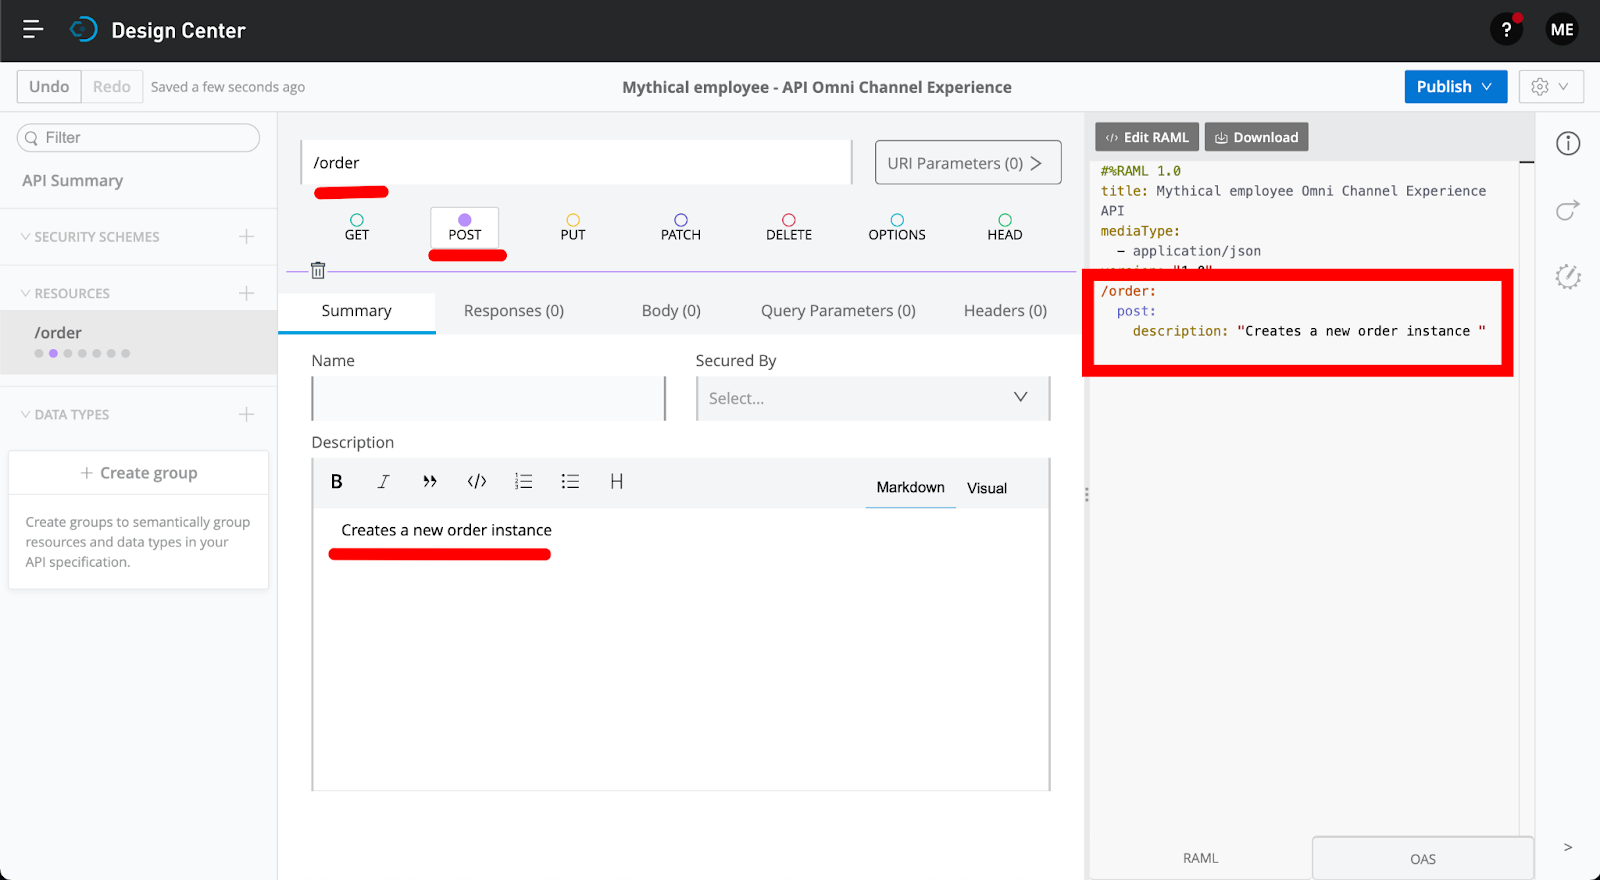 Design Center
?
ME
Undo
Redo
Saved a few seconds ago
Mythical employee - API Omni Channel Experience
Publish
Filter
API Summary
SECURITY SCHEMES
RESOURCES
/order
DATA TYPES
+ Create group
Create groups to semantically group
resources and data types in your
API specification.
/order
URI Parameters (0) >
GET
POST
PUT
PATCH
DELETE
OPTIONS
HEAD
Summary
Responses (0)
Body (0)
Query Parameters (0)
Headers (0)
Name
Secured By
Select...
Description
B
I
</>
H
Markdown
Visual
Creates a new order instance
</> Edit RAML
Download
#%RAML 1.0
title: Mythical employee Omni Channel Experience
API
mediaType:
- application/json
/order:
post:
description: "Creates a new order instance "
RAML
OAS
>